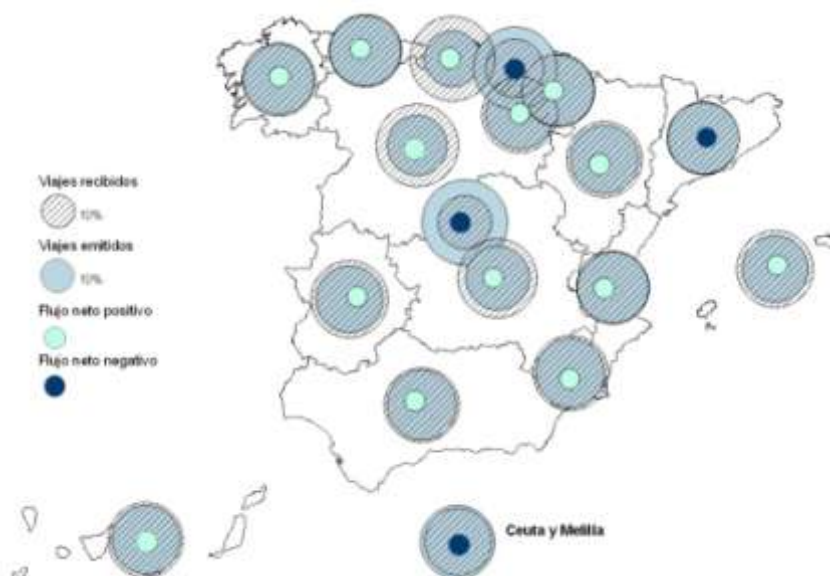 Viajes recibidos
10%
Viajes emitidos
10%
Flujo neto positivo
Flujo neto negativo
Ceuta y Melilla